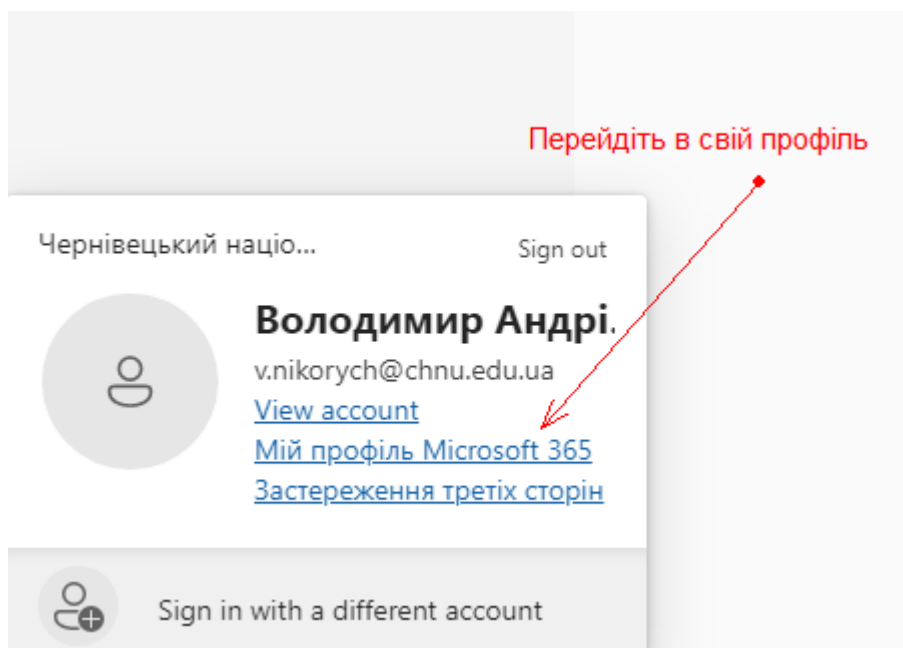 Перейдіть в свій профіль
Чернівецький націо...
Sign out
Володимир Андрі.
v.nikorych@chnu.edu.ua
View account
Мій профіль Microsoft 365
Застереження третіх сторін
Sign in with a different account